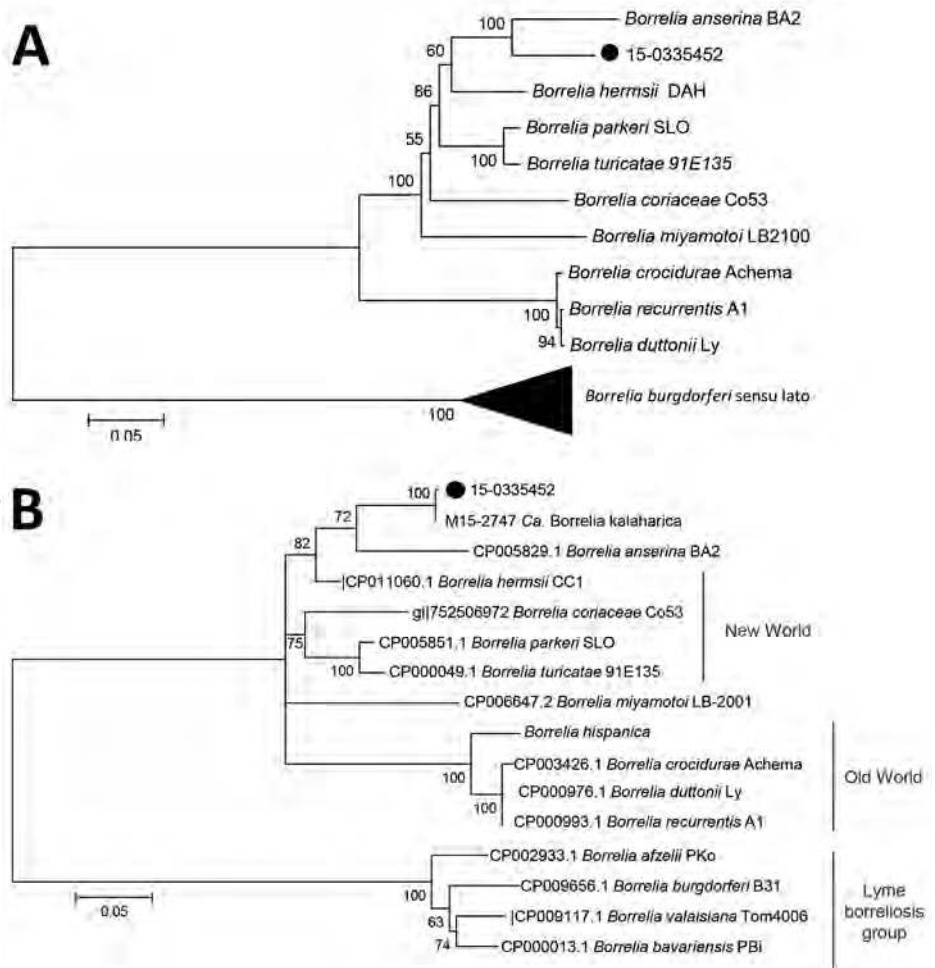 A
100
Borrelia anserina BA2
15-0335452
60
Borrelia hermsii DAH
86
Borrelia parkeri SLO
55
100
Borrelia turicatae 91E135
100
Borrelia coriaceae Co53
Borrelia miyamotoi LB2100
Borrelia crocidurae Achema
100
Borrelia recurrentis A1
94
Borrelia duttonii Ly
Borrelia burgdorferi sensu lato
100
0.05
B
100
15-0335452
72
M15-2747 Ca. Borrelia kalaharica
82
CP005829.1 Borrelia anserina BA2
|CP011060.1 Borrelia hermsii CC1
gi||752506972 Borrelia coriaceae Co53
New World
75
CP005851.1 Borrelia parkeri SLO
100
CP000049.1 Borrelia turicatae 91E135
CP006647.2 Borrelia miyamotoi LB-2001
Borrelia hispanica
100
CP003426.1 Borrelia crocidurae Achema
Old World
100
CP000976.1 Borrelia duttonii Ly
CP000993.1 Borrelia recurrentis A1
CP002933.1 Borrelia afzelii PKo
100
CP009656.1 Borrelia burgdorferi B31
Lyme
borreliosis
group
63
|CP009117.1 Borrelia valaisiana Tom4006
74
CP000013.1 Borrelia bavariensis PBi
0.05